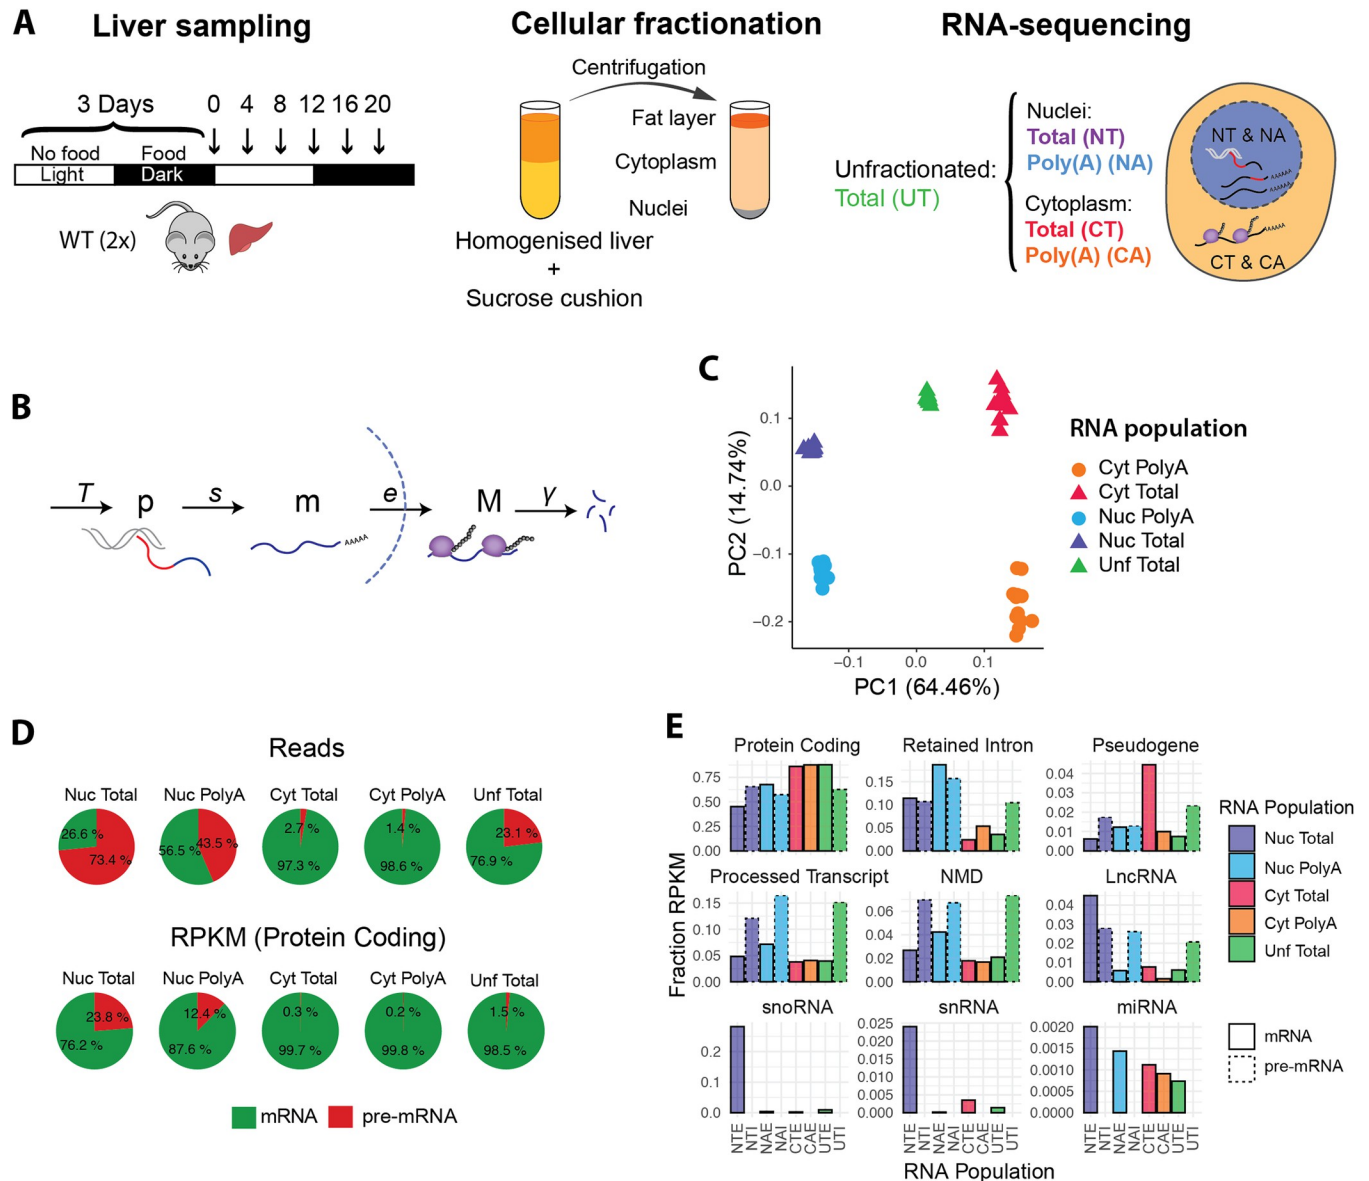 A
Liver sampling
Cellular fractionation
RNA-sequencing
3 Days
0 4 8 12 16 20
No food
Food
Light
Dark
WT (2x)
Centrifugation
Fat layer
Cytoplasm
Nuclei
Homogenised liver
+
Sucrose cushion
Unfractionated:
Total (UT)
Nuclei:
Total (NT)
Poly(A) (NA)
Cytoplasm:
Total (CT)
Poly(A) (CA)
NT & NA
AAAAAA
AAAAAA
AAAAA
CT & CA
B
T
p
s
m
e
M
γ
AAAAA
C
PC2 (14.74%)
0.1
0.0
−0.1
−0.2
−0.1
0.0
0.1
PC1 (64.46%)
RNA population
Cyt PolyA
Cyt Total
Nuc PolyA
Nuc Total
Unf Total
D
Reads
Nuc Total
Nuc PolyA
Cyt Total
Cyt PolyA
Unf Total
26.6 %
73.4 %
56.5 %
43.5 %
2.7 %
97.3 %
1.4 %
98.6 %
23.1 %
76.9 %
RPKM (Protein Coding)
Nuc Total
Nuc PolyA
Cyt Total
Cyt PolyA
Unf Total
23.8 %
76.2 %
12.4 %
87.6 %
0.3 %
99.7 %
0.2 %
99.8 %
1.5 %
98.5 %
mRNA
pre-mRNA
E
Fraction RPKM
Protein Coding
0.75
0.50
0.25
0.00
Retained Intron
0.15
0.10
0.05
0.00
Pseudogene
0.04
0.03
0.02
0.01
0.00
Processed Transcript
0.15
0.10
0.05
0.00
NMD
0.06
0.04
0.02
0.00
LncRNA
0.04
0.03
0.02
0.01
0.00
snoRNA
0.2
0.1
0.0
snRNA
0.025
0.020
0.015
0.010
0.005
0.000
miRNA
0.0020
0.0015
0.0010
0.0005
0.0000
NTE NTI NAE NAI CTE CAE UTE UTI
NTE NTI NAE NAI CTE CAE UTE UTI
NTE NTI NAE NAI CTE CAE UTE UTI
RNA Population
RNA Population
Nuc Total
Nuc PolyA
Cyt Total
Cyt PolyA
Unf Total
mRNA
pre-mRNA